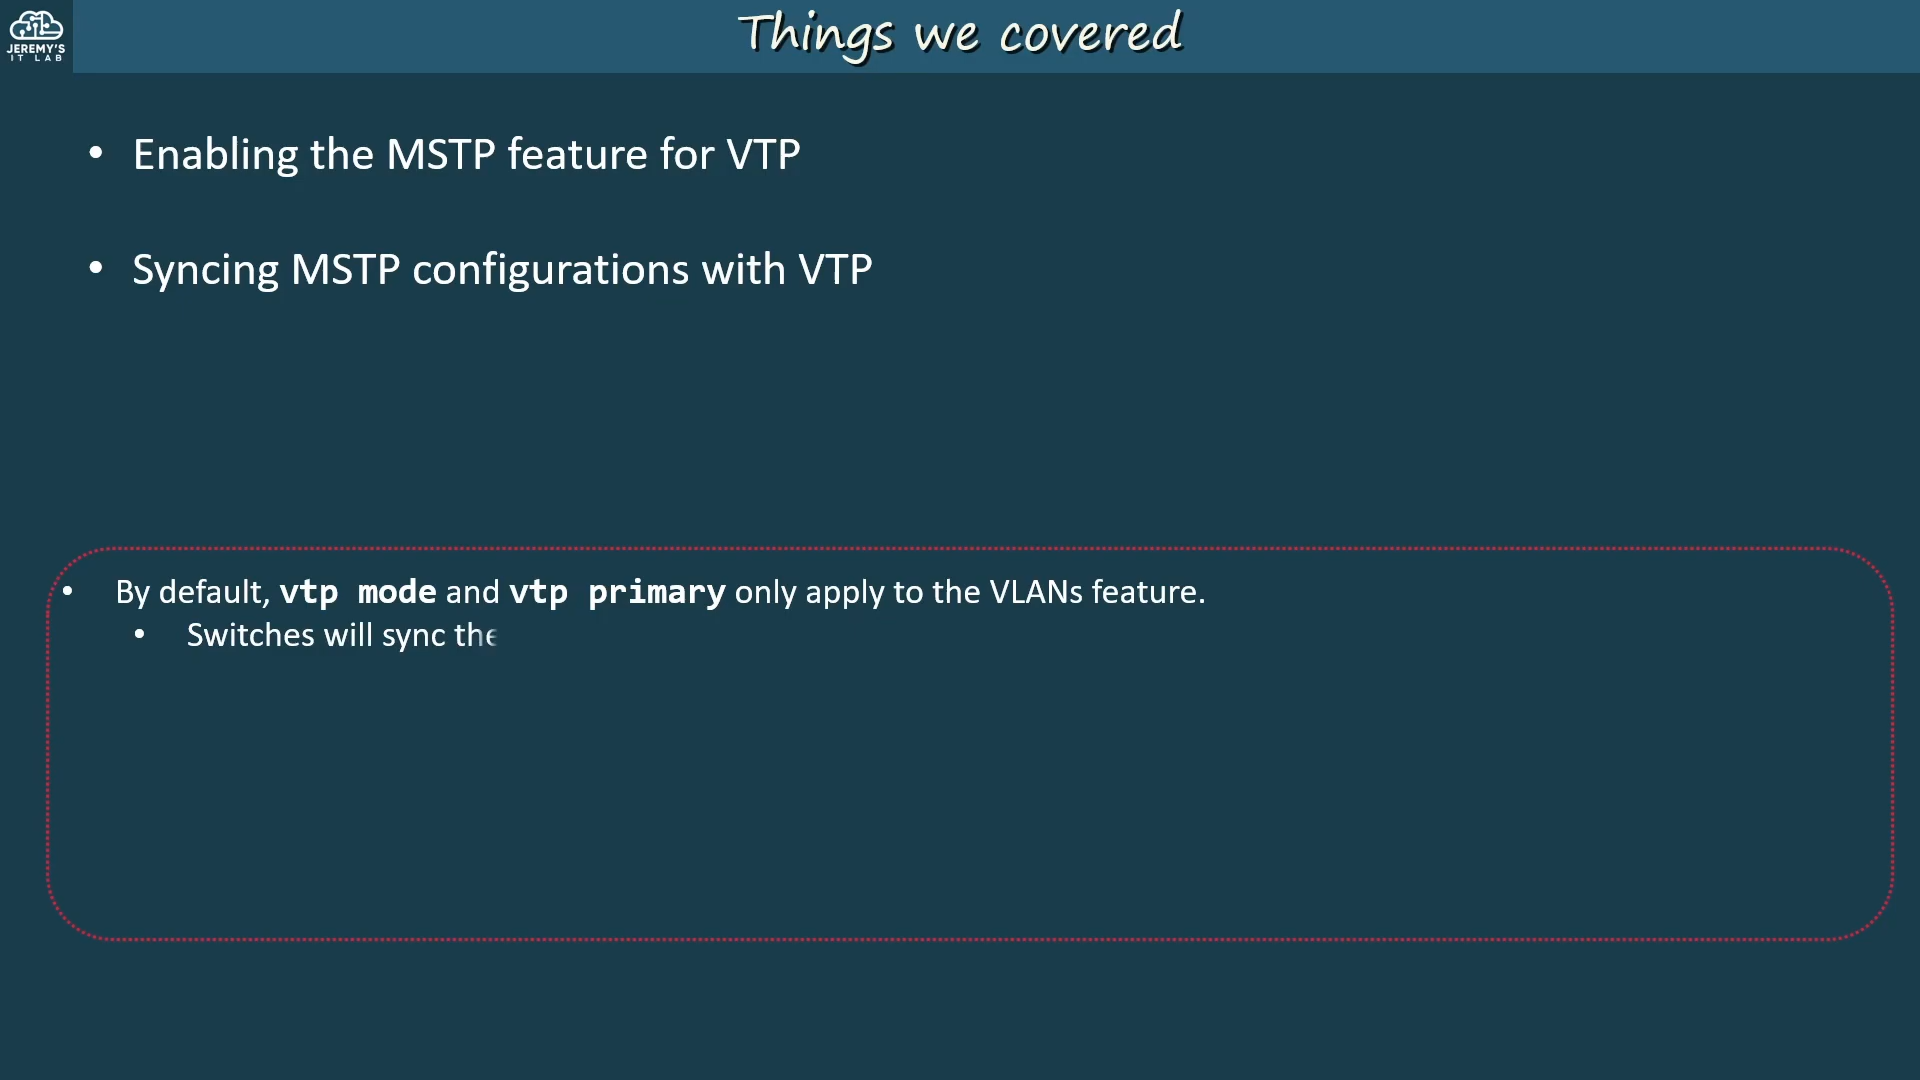 JEREMY'S
IT LAB
Things we covered
• Enabling the MSTP feature for VTP
• Syncing MSTP configurations with VTP
• By default, vtp mode and vtp primary only apply to the VLANs feature.
• Switches will sync the